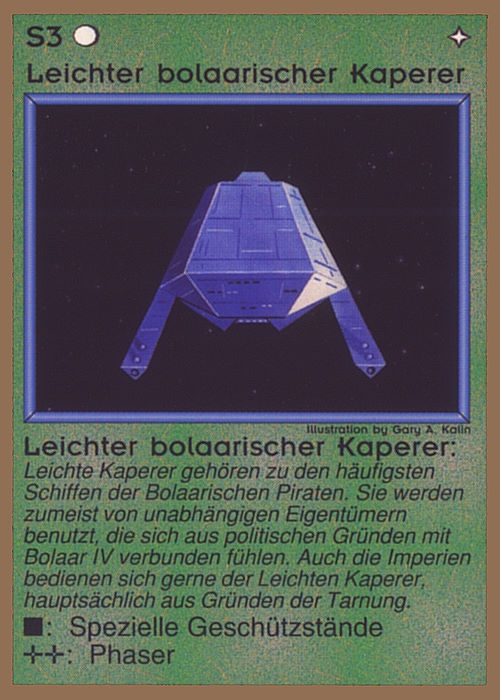 S3
Leichter bolaarischer Kaperer
Illustration by Gary A. Kalin
Leichter bolaarischer Kaperer:
Leichte Kaperer gehören zu den häufigsten
Schiffen der Bolaarischen Piraten. Sie werden
zumeist von unabhängigen Eigentümern
benutzt, die sich aus politischen Gründen mit
Bolaar IV verbunden fühlen. Auch die Imperien
bedienen sich gerne der Leichten Kaperer,
hauptsächlich aus Gründen der Tarnung.
■: Spezielle Geschützstände
✛✛: Phaser